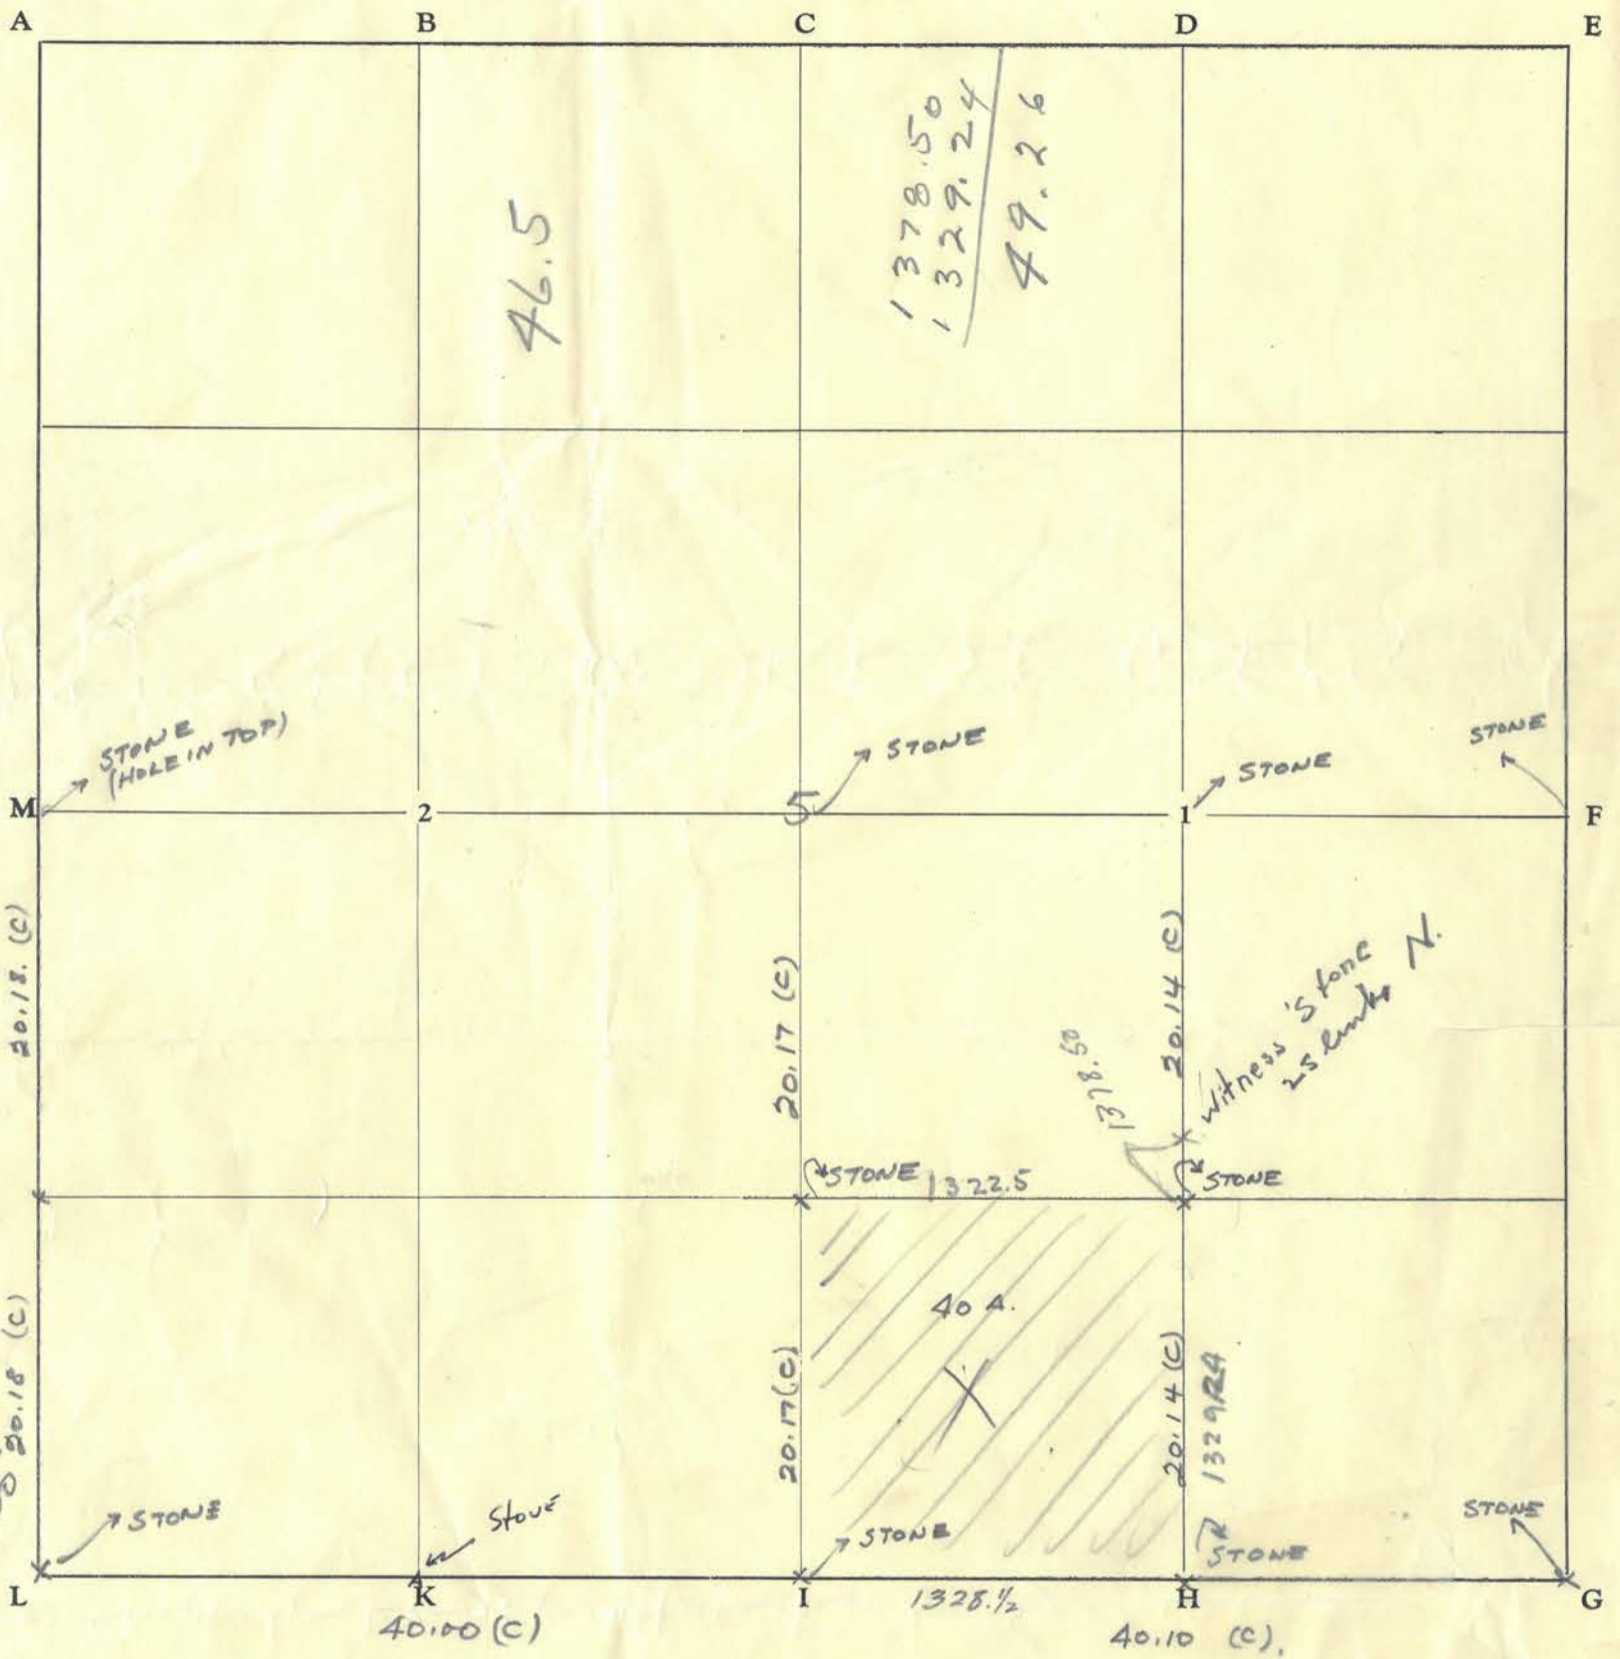 A B C D E
46.5
1378.50
1329.24
49.26
STONE
(HOLE IN TOP)
STONE
STONE
STONE
M 2 5 1 F
20.18. (C)
20.17 (C)
20.14 (C)
Witness Stone
25 links N.
1378.50
STONE
1322.5
STONE
40 A.
20.18 (C)
20.17 (C)
20.14 (C)
STONE
Stone
STONE
STONE
STONE
L K I H G
1328.1/2
40.00 (C)
40.10 (C).